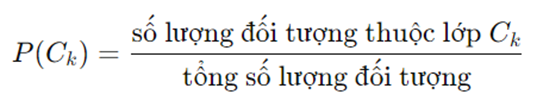 P(C_k) = số lượng đối tượng thuộc lớp C_k
tổng số lượng đối tượng